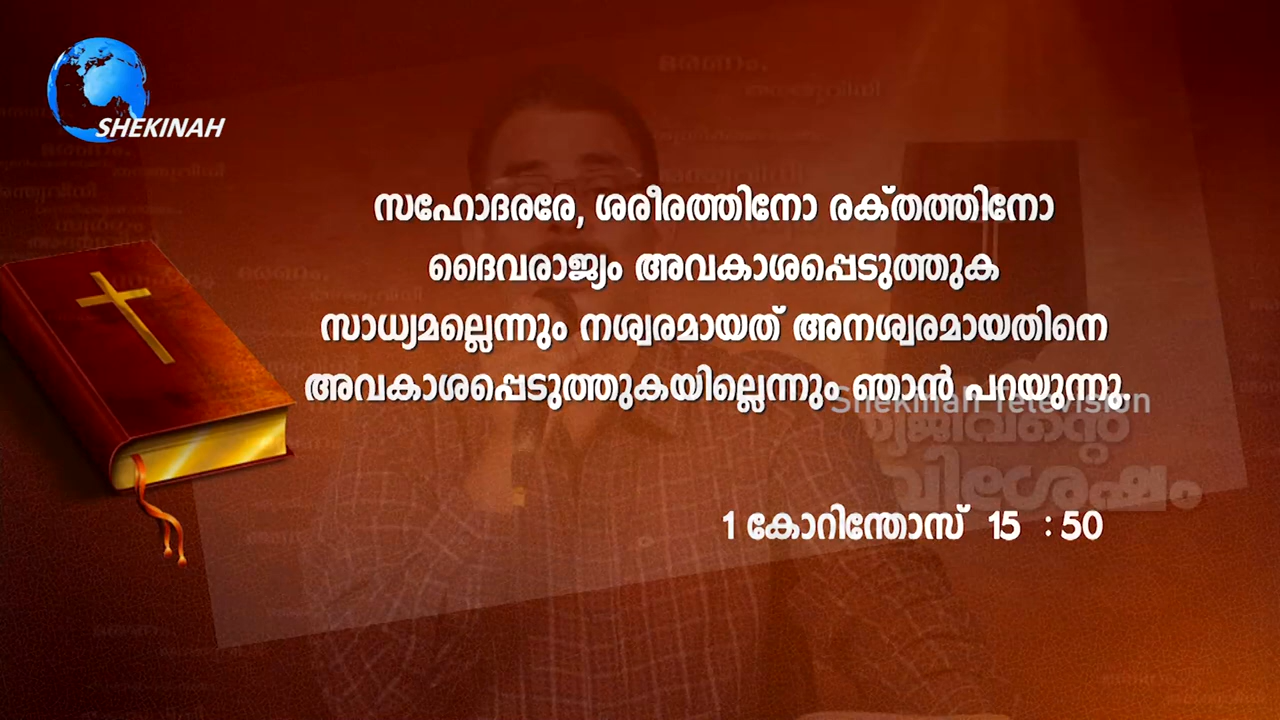 SHEKINAH
സഹോദരരേ, ശരീരത്തിനോ രക്തത്തിനോ
ദൈവരാജ്യം അവകാശപ്പെടുത്തുക
സാധ്യമല്ലെന്നും നശ്വരമായത് അനശ്വരമായതിനെ
അവകാശപ്പെടുത്തുകയില്ലെന്നും ഞാൻ പറയുന്നു.
Shekinah Television
വിശേഷം
1 കോറിന്തോസ് 15 : 50